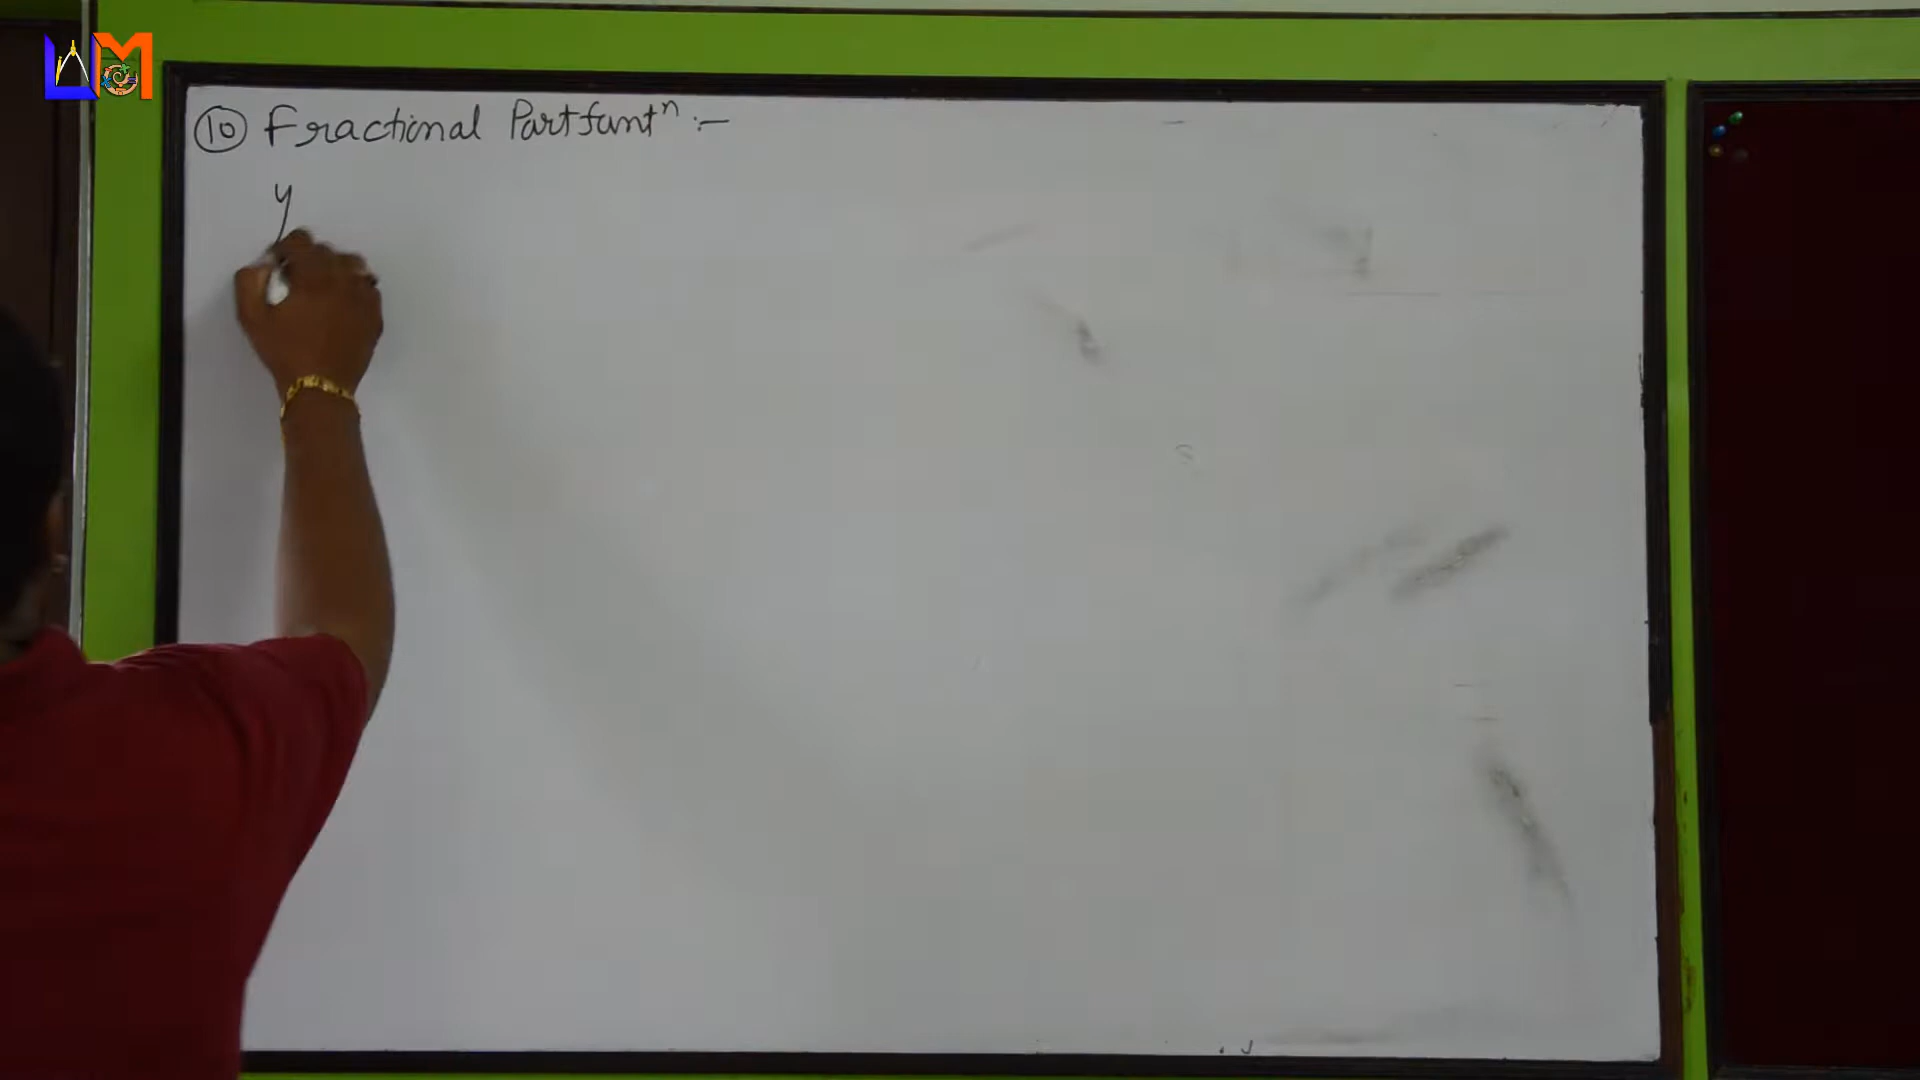 ⑩ Fractional Part funtⁿ :-
y